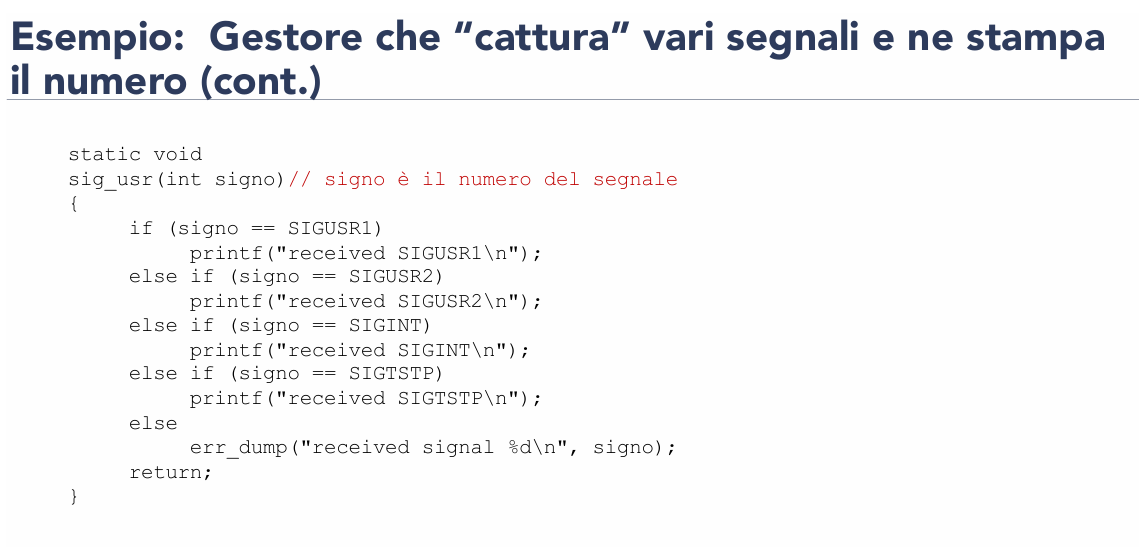 Esempio:  Gestore che “cattura” vari segnali e ne stampa
il numero (cont.)
static void
sig_usr(int signo)// signo è il numero del segnale
{
     if (signo == SIGUSR1)
          printf("received SIGUSR1\n");
     else if (signo == SIGUSR2)
          printf("received SIGUSR2\n");
     else if (signo == SIGINT)
          printf("received SIGINT\n");
     else if (signo == SIGTSTP)
          printf("received SIGTSTP\n");
     else
          err_dump("received signal %d\n", signo);
     return;
}